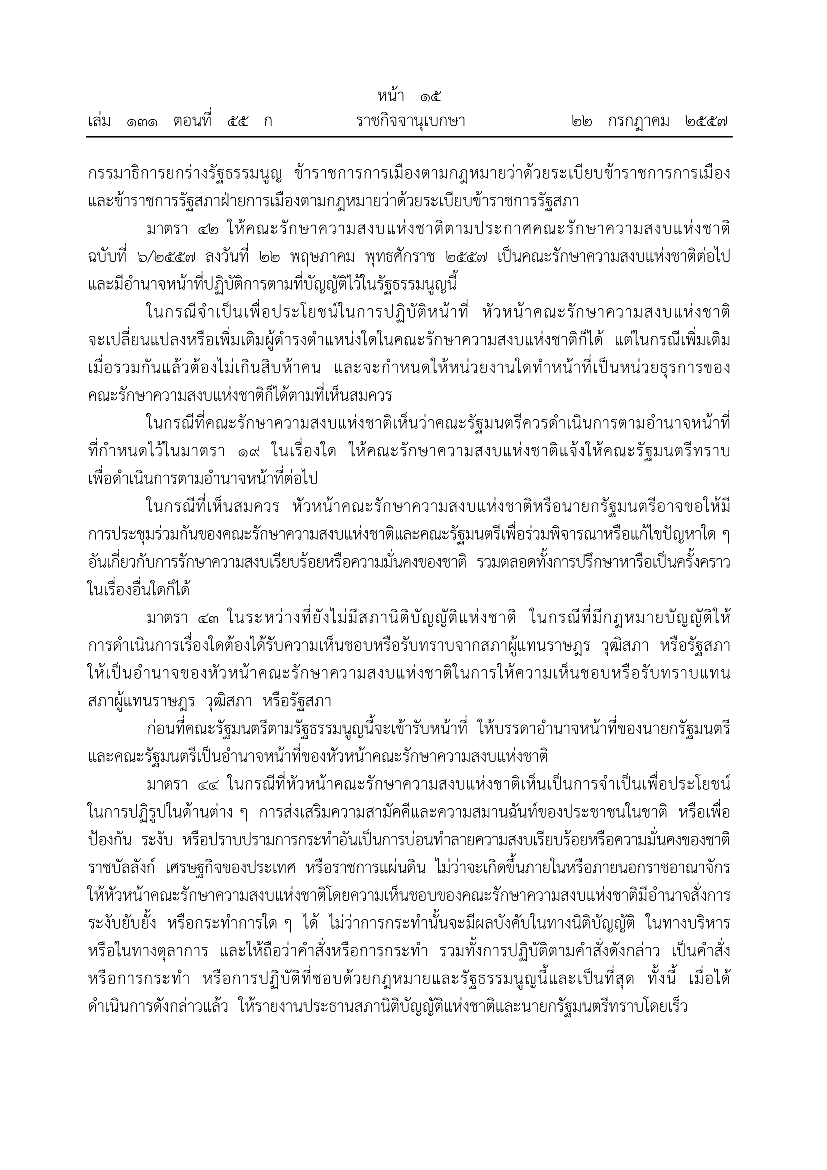 หน้า ๑๕
เล่ม ๑๓๑ ตอนที่ ๕๕ ก ราชกิจจานุเบกษา ๒๒ กรกฎาคม ๒๕๕๗
กรรมาธิการยกร่างรัฐธรรมนูญ ข้าราชการการเมืองตามกฎหมายว่าด้วยระเบียบข้าราชการการเมือง
และข้าราชการรัฐสภาฝ่ายการเมืองตามกฎหมายว่าด้วยระเบียบข้าราชการรัฐสภา
มาตรา ๔๒ ให้คณะรักษาความสงบแห่งชาติตามประกาศคณะรักษาความสงบแห่งชาติ
ฉบับที่ ๖/๒๕๕๗ ลงวันที่ ๒๒ พฤษภาคม พุทธศักราช ๒๕๕๗ เป็นคณะรักษาความสงบแห่งชาติต่อไป
และมีอำนาจหน้าที่ปฏิบัติการตามที่บัญญัติไว้ในรัฐธรรมนูญนี้
ในกรณีจำเป็นเพื่อประโยชน์ในการปฏิบัติหน้าที่ หัวหน้าคณะรักษาความสงบแห่งชาติ
จะเปลี่ยนแปลงหรือเพิ่มเติมผู้ดำรงตำแหน่งใดในคณะรักษาความสงบแห่งชาติก็ได้ แต่ในกรณีเพิ่มเติม
เมื่อรวมกันแล้วต้องไม่เกินสิบห้าคน และจะกำหนดให้หน่วยงานใดทำหน้าที่เป็นหน่วยธุรการของ
คณะรักษาความสงบแห่งชาติก็ได้ตามที่เห็นสมควร
ในกรณีที่คณะรักษาความสงบแห่งชาติเห็นว่าคณะรัฐมนตรีควรดำเนินการตามอำนาจหน้าที่
ที่กำหนดไว้ในมาตรา ๑๙ ในเรื่องใด ให้คณะรักษาความสงบแห่งชาติแจ้งให้คณะรัฐมนตรีทราบ
เพื่อดำเนินการตามอำนาจหน้าที่ต่อไป
ในกรณีที่เห็นสมควร หัวหน้าคณะรักษาความสงบแห่งชาติหรือนายกรัฐมนตรีอาจขอให้มี
การประชุมร่วมกันของคณะรักษาความสงบแห่งชาติและคณะรัฐมนตรีเพื่อร่วมพิจารณาหรือแก้ไขปัญหาใด ๆ
อันเกี่ยวกับการรักษาความสงบเรียบร้อยหรือความมั่นคงของชาติ รวมตลอดทั้งการปรึกษาหารือเป็นครั้งคราว
ในเรื่องอื่นใดก็ได้
มาตรา ๔๓ ในระหว่างที่ยังไม่มีสภานิติบัญญัติแห่งชาติ ในกรณีที่มีกฎหมายบัญญัติให้
การดำเนินการเรื่องใดต้องได้รับความเห็นชอบหรือรับทราบจากสภาผู้แทนราษฎร วุฒิสภา หรือรัฐสภา
ให้เป็นอำนาจของหัวหน้าคณะรักษาความสงบแห่งชาติในการให้ความเห็นชอบหรือรับทราบแทน
สภาผู้แทนราษฎร วุฒิสภา หรือรัฐสภา
ก่อนที่คณะรัฐมนตรีตามรัฐธรรมนูญนี้จะเข้ารับหน้าที่ ให้บรรดาอำนาจหน้าที่ของนายกรัฐมนตรี
และคณะรัฐมนตรีเป็นอำนาจหน้าที่ของหัวหน้าคณะรักษาความสงบแห่งชาติ
มาตรา ๔๔ ในกรณีที่หัวหน้าคณะรักษาความสงบแห่งชาติเห็นเป็นการจำเป็นเพื่อประโยชน์
ในการปฏิรูปในด้านต่าง ๆ การส่งเสริมความสามัคคีและความสมานฉันท์ของประชาชนในชาติ หรือเพื่อ
ป้องกัน ระงับ หรือปราบปรามการกระทำอันเป็นการบ่อนทำลายความสงบเรียบร้อยหรือความมั่นคงของชาติ
ราชบัลลังก์ เศรษฐกิจของประเทศ หรือราชการแผ่นดิน ไม่ว่าจะเกิดขึ้นภายในหรือภายนอกราชอาณาจักร
ให้หัวหน้าคณะรักษาความสงบแห่งชาติโดยความเห็นชอบของคณะรักษาความสงบแห่งชาติมีอำนาจสั่งการ
ระงับยับยั้ง หรือกระทำการใด ๆ ได้ ไม่ว่าการกระทำนั้นจะมีผลบังคับในทางนิติบัญญัติ ในทางบริหาร
หรือในทางตุลาการ และให้ถือว่าคำสั่งหรือการกระทำ รวมทั้งการปฏิบัติตามคำสั่งดังกล่าว เป็นคำสั่ง
หรือการกระทำ หรือการปฏิบัติที่ชอบด้วยกฎหมายและรัฐธรรมนูญนี้และเป็นที่สุด ทั้งนี้ เมื่อได้
ดำเนินการดังกล่าวแล้ว ให้รายงานประธานสภานิติบัญญัติแห่งชาติและนายกรัฐมนตรีทราบโดยเร็ว